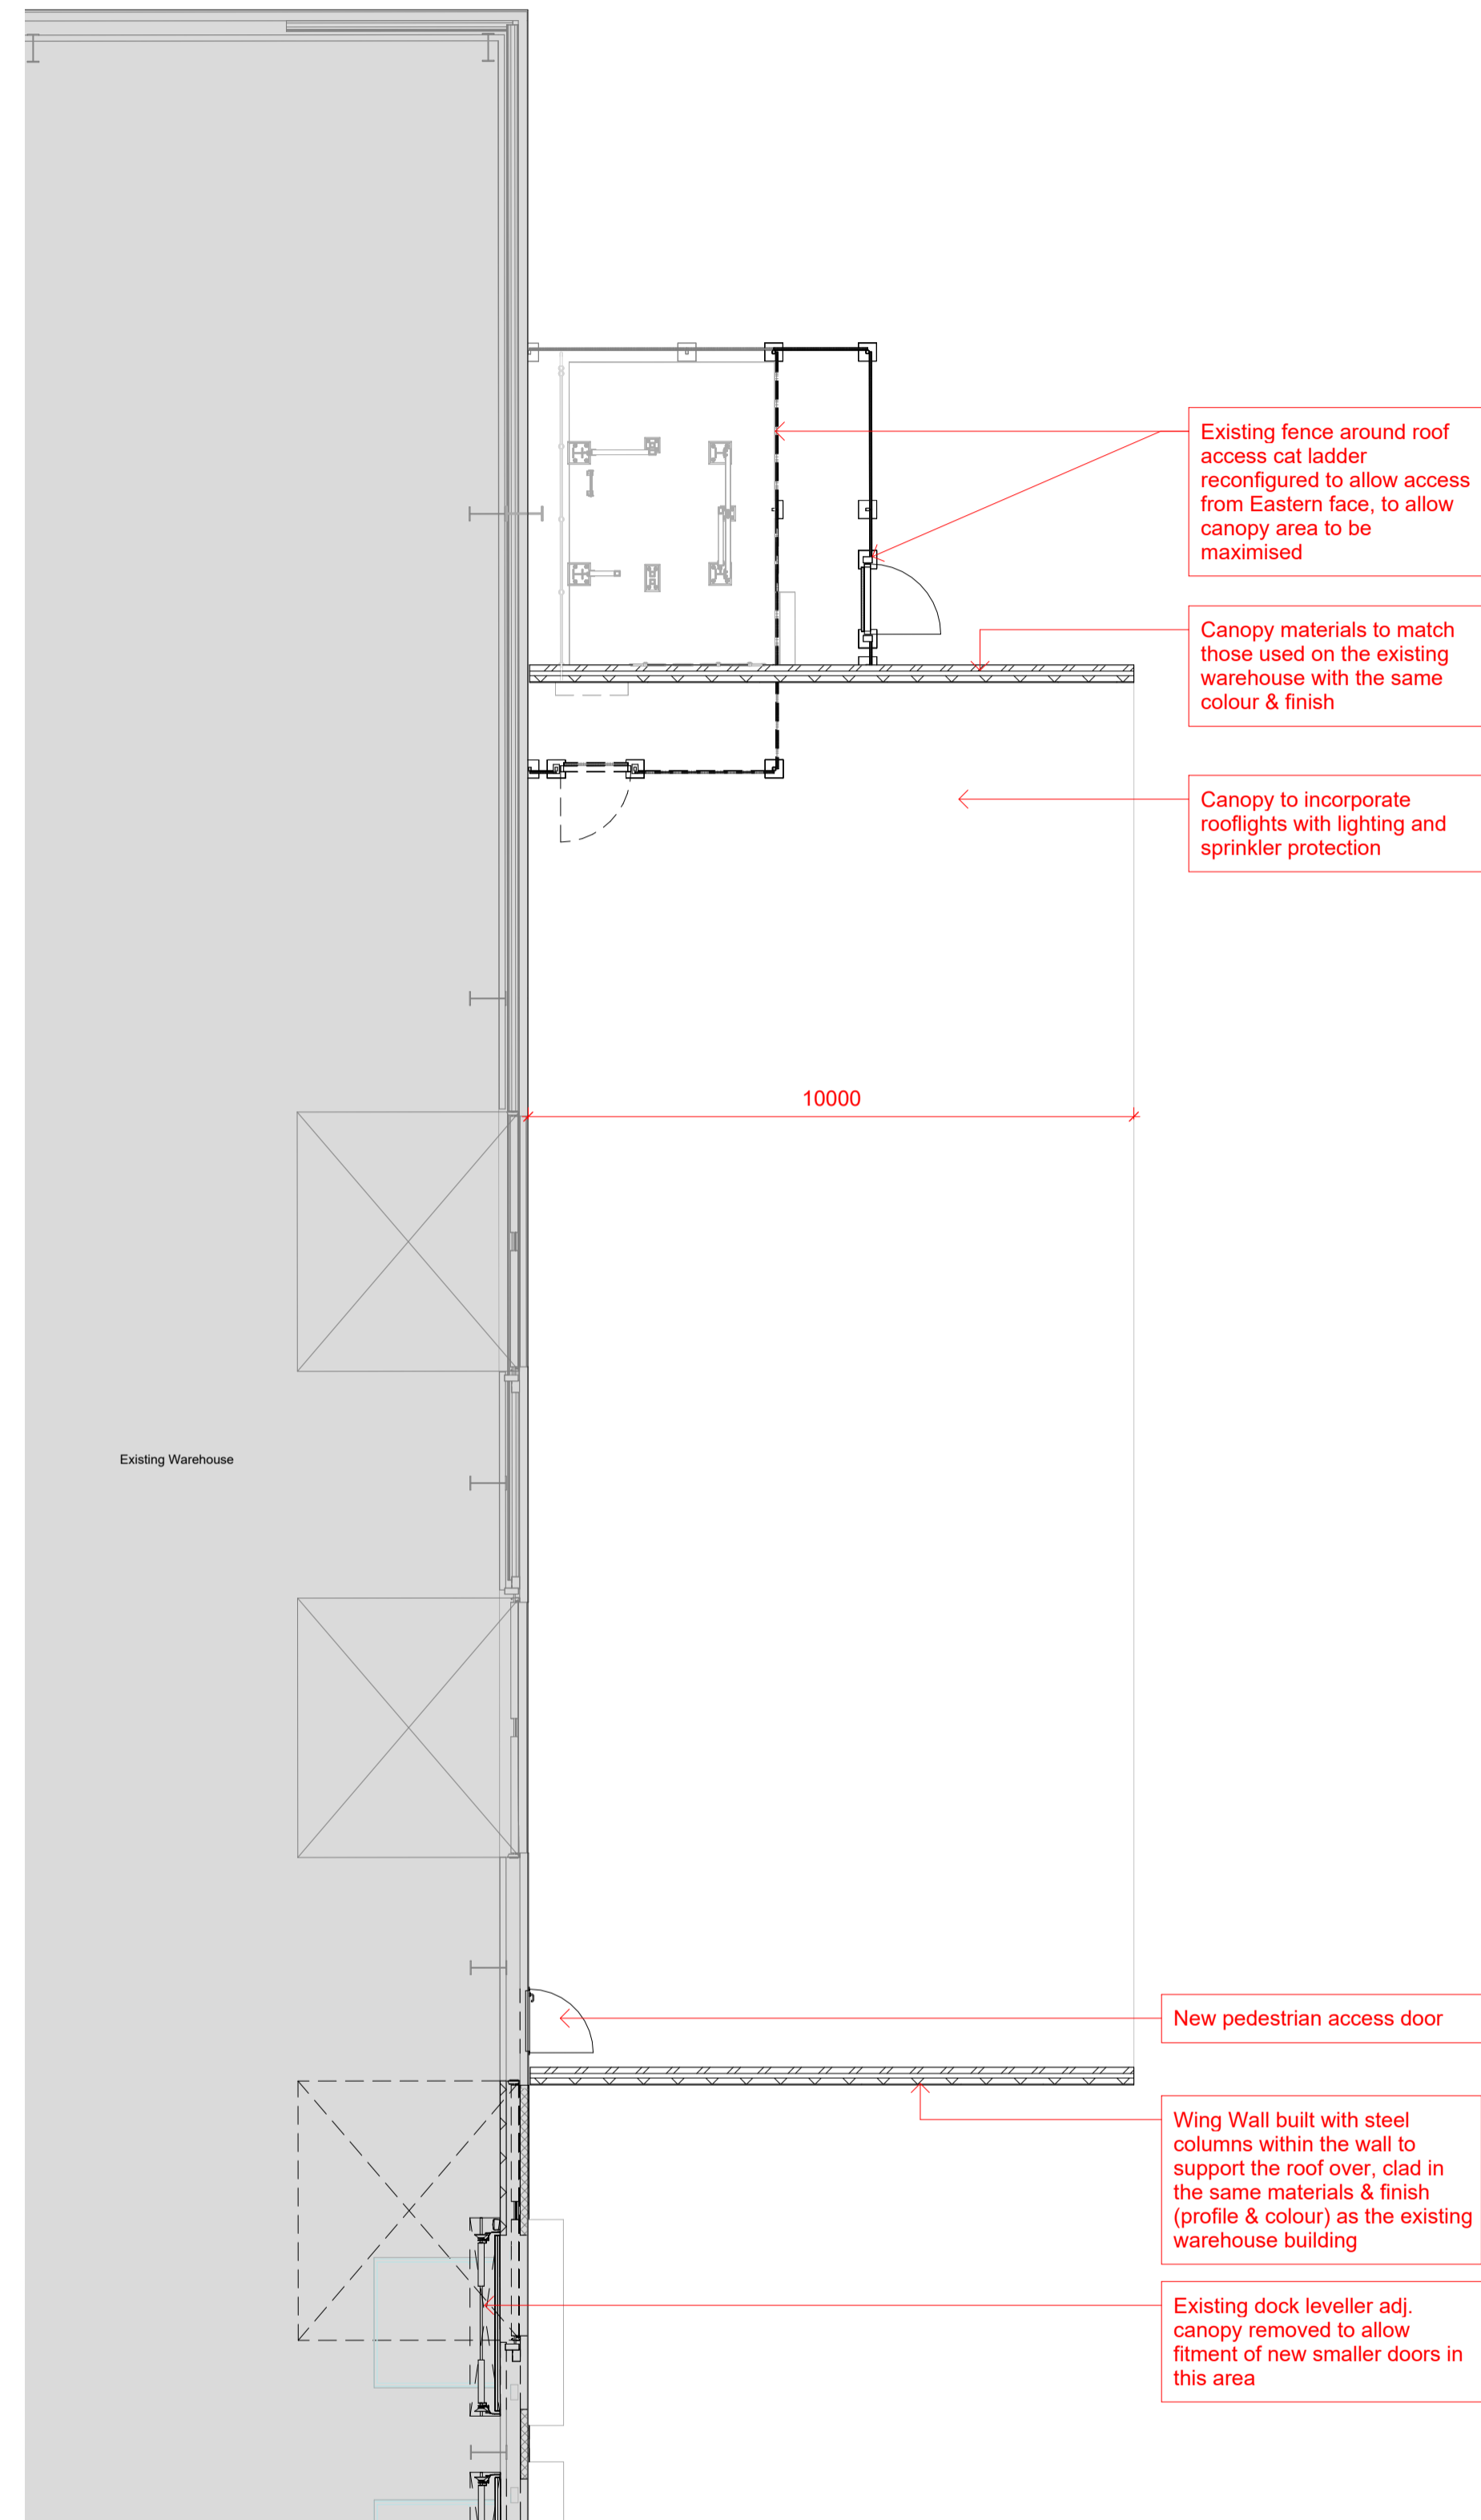 Existing fence around roof
access cat ladder
reconfigured to allow access
from Eastern face, to allow
canopy area to be
maximised
Canopy materials to match
those used on the existing
warehouse with the same
colour & finish
Canopy to incorporate
rooflights with lighting and
sprinkler protection
10000
Existing Warehouse
New pedestrian access door
Wing Wall built with steel
columns within the wall to
support the roof over, clad in
the same materials & finish
(profile & colour) as the existing
warehouse building
Existing dock leveller adj.
canopy removed to allow
fitment of new smaller doors in
this area